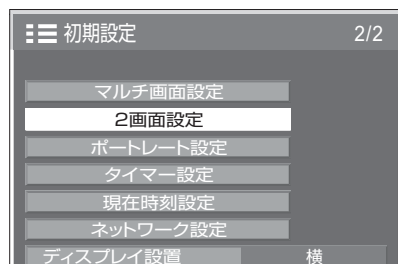 初期設定 2/2
マルチ画面設定
2画面設定
ポートレート設定
タイマー設定
現在時刻設定
ネットワーク設定
ディスプレイ設置 横